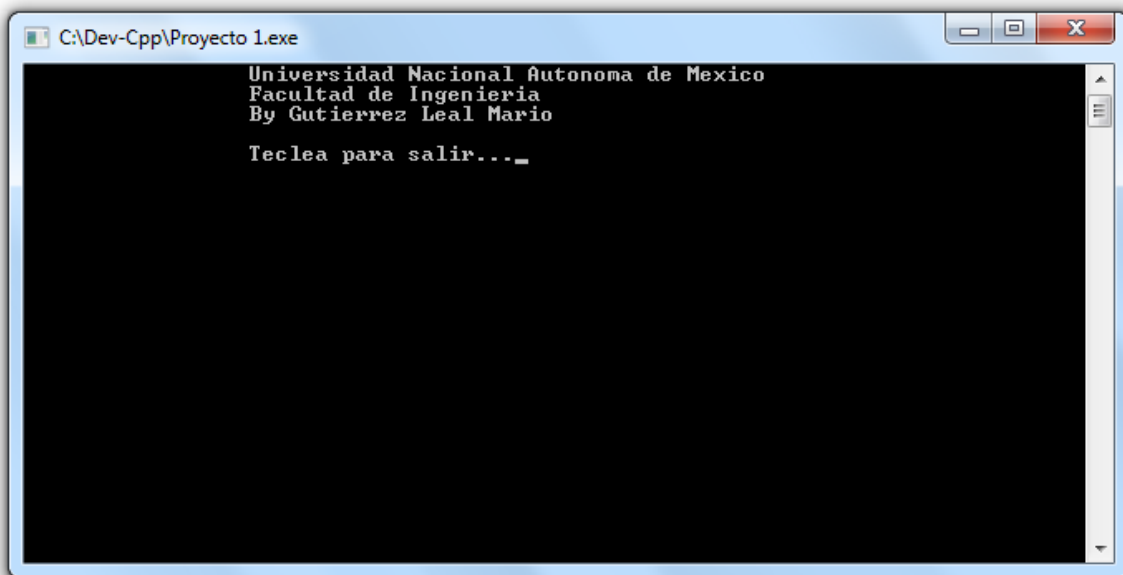 C:\Dev-Cpp\Proyecto 1.exe
Universidad Nacional Autonoma de Mexico
Facultad de Ingenieria
By Gutierrez Leal Mario
Teclea para salir..._